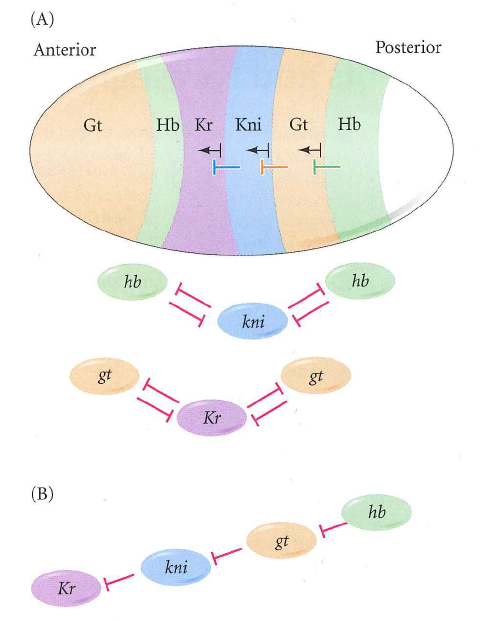 (A)
Anterior Posterior
Gt Hb Kr Kni Gt Hb
hb hb
kni
gt gt
Kr
(B)
hb
gt
kni
Kr